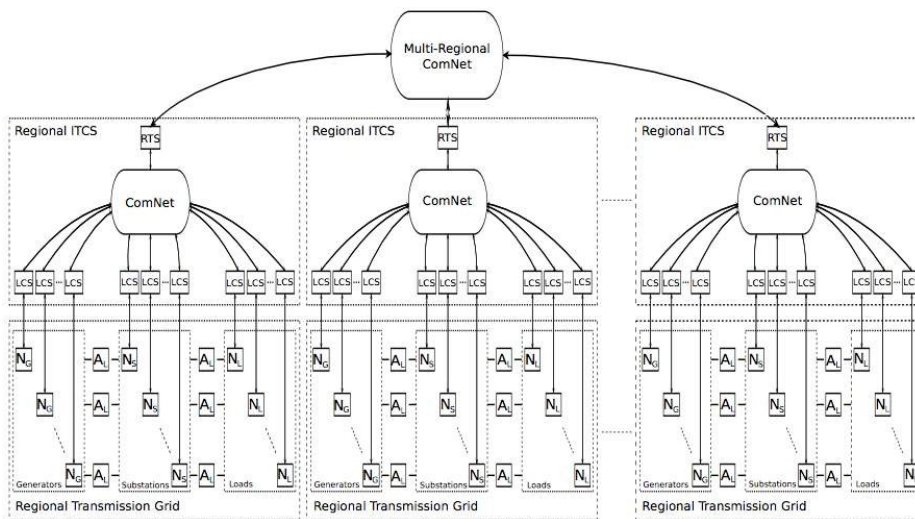 Multi-Regional
ComNet
Regional ITCS
Regional ITCS
Regional ITCS
RTS
RTS
RTS
ComNet
ComNet
ComNet
LCS LCS ... LCS LCS LCS ... LCS LCS LCS ... LCS
LCS LCS ... LCS LCS LCS ... LCS LCS LCS ... LCS
LCS LCS ... LCS LCS LCS ... LCS LCS LCS ... LCS
NG AL NS AL NL
NG AL NS AL NL
NG AL NS AL NL
NG AL NS AL NL
NG AL NS AL NL
NG AL NS AL NL
NG AL NS AL NL
NG AL NS AL NL
NG AL NS AL NL
Generators Substations Loads
Generators Substations Loads
Generators Substations Loads
Regional Transmission Grid
Regional Transmission Grid
Regional Transmission Grid